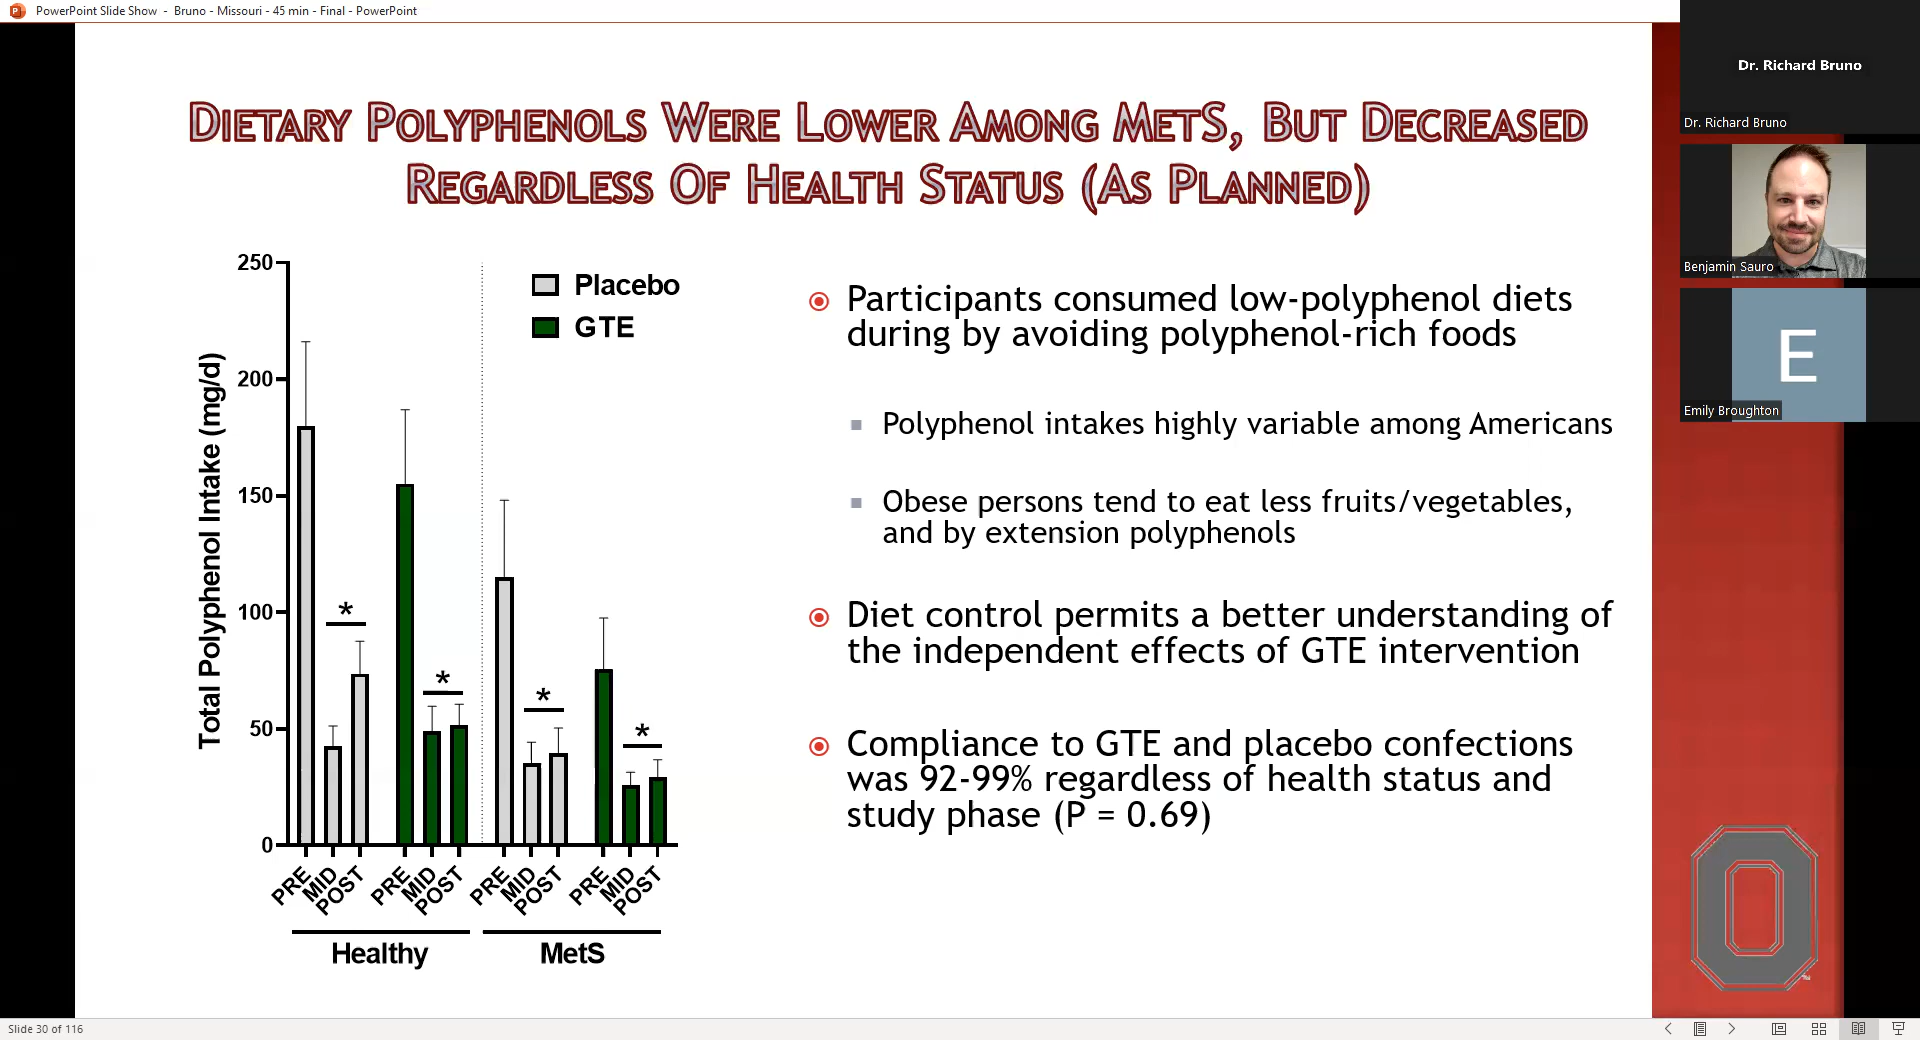 PowerPoint Slide Show - Bruno - Missouri - 45 min - Final - PowerPoint
Dietary Polyphenols Were Lower Among MetS, But Decreased
Regardless Of Health Status (As Planned)
Total Polyphenol Intake (mg/d)
250
200
150
100
50
0
Placebo
GTE
*
*
*
*
PRE
MID
POST
PRE
MID
POST
PRE
MID
POST
PRE
MID
POST
Healthy
MetS
Participants consumed low-polyphenol diets
during by avoiding polyphenol-rich foods
Polyphenol intakes highly variable among Americans
Obese persons tend to eat less fruits/vegetables,
and by extension polyphenols
Diet control permits a better understanding of
the independent effects of GTE intervention
Compliance to GTE and placebo confections
was 92-99% regardless of health status and
study phase (P = 0.69)
Dr. Richard Bruno
Dr. Richard Bruno
Benjamin Sauro
E
Emily Broughton
Slide 30 of 116